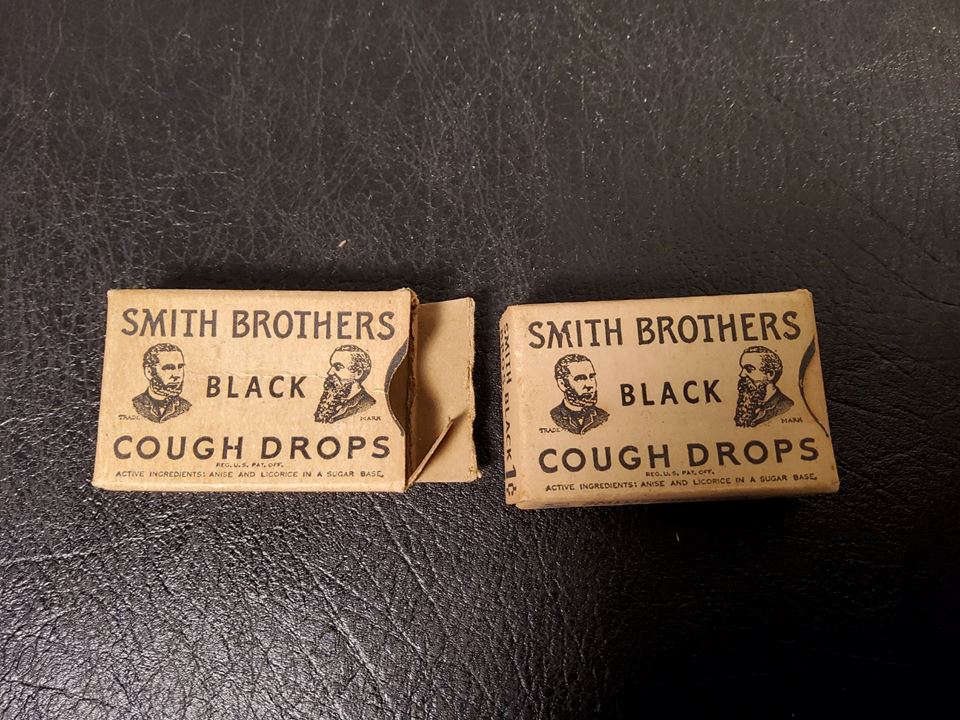 SMITH BROTHERS
BLACK
TRADE MARK
COUGH DROPS
REG. U.S. PAT. OFF.
ACTIVE INGREDIENTS: ANISE AND LICORICE IN A SUGAR BASE.
SMITH BROTHERS
BLACK
TRADE MARK
COUGH DROPS
REG. U.S. PAT. OFF.
ACTIVE INGREDIENTS: ANISE AND LICORICE IN A SUGAR BASE.
SMITH
BLACK